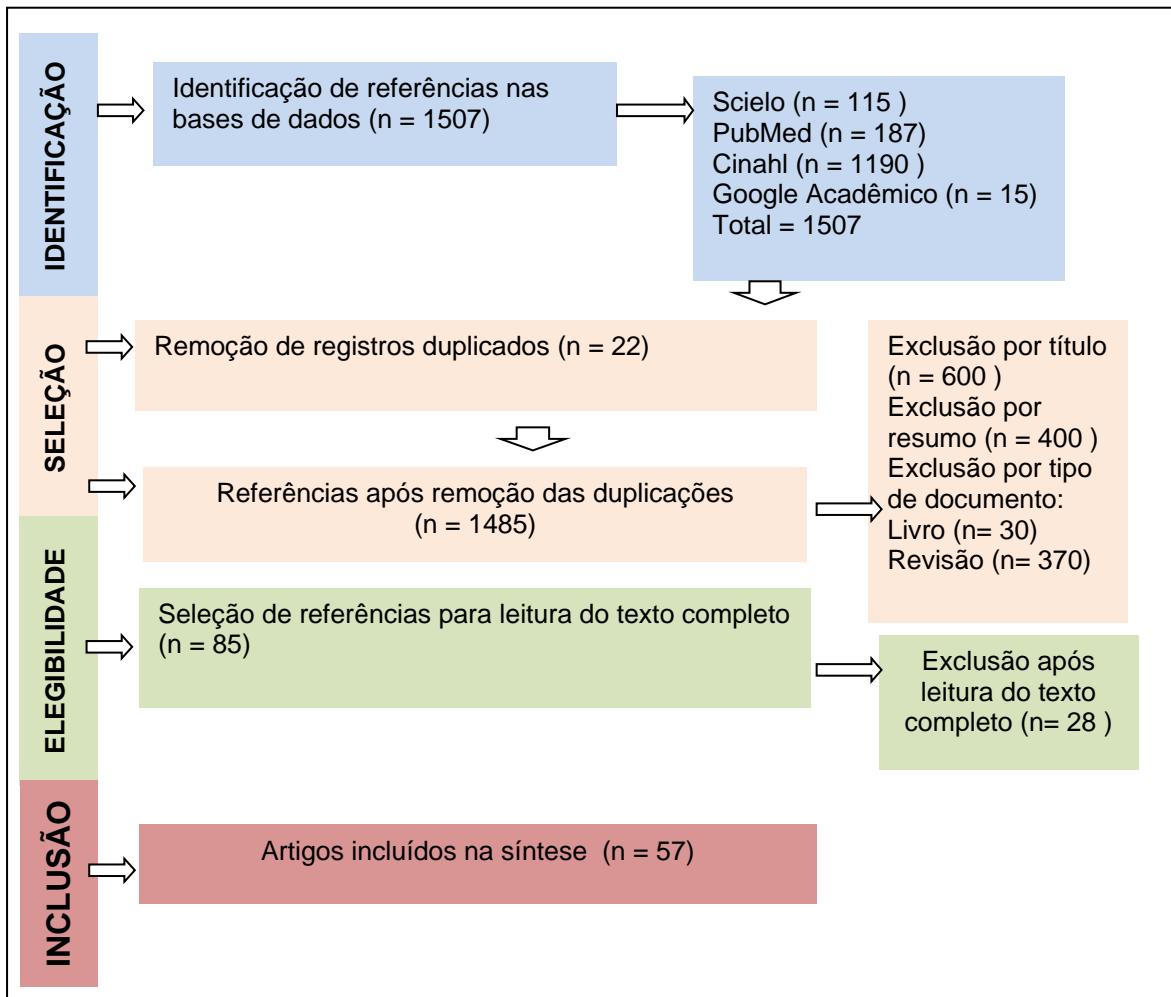 IDENTIFICAÇÃO
Identificação de referências nas
bases de dados (n = 1507)
Scielo (n = 115 )
PubMed (n = 187)
Cinahl (n = 1190 )
Google Acadêmico (n = 15)
Total = 1507
SELEÇÃO
Remoção de registros duplicados (n = 22)
Referências após remoção das duplicações
(n = 1485)
Exclusão por título
(n = 600 )
Exclusão por
resumo (n = 400 )
Exclusão por tipo
de documento:
Livro (n= 30)
Revisão (n= 370)
ELEGIBILIDADE
Seleção de referências para leitura do texto completo
(n = 85)
Exclusão após
leitura do texto
completo (n= 28 )
INCLUSÃO
Artigos incluídos na síntese (n = 57)